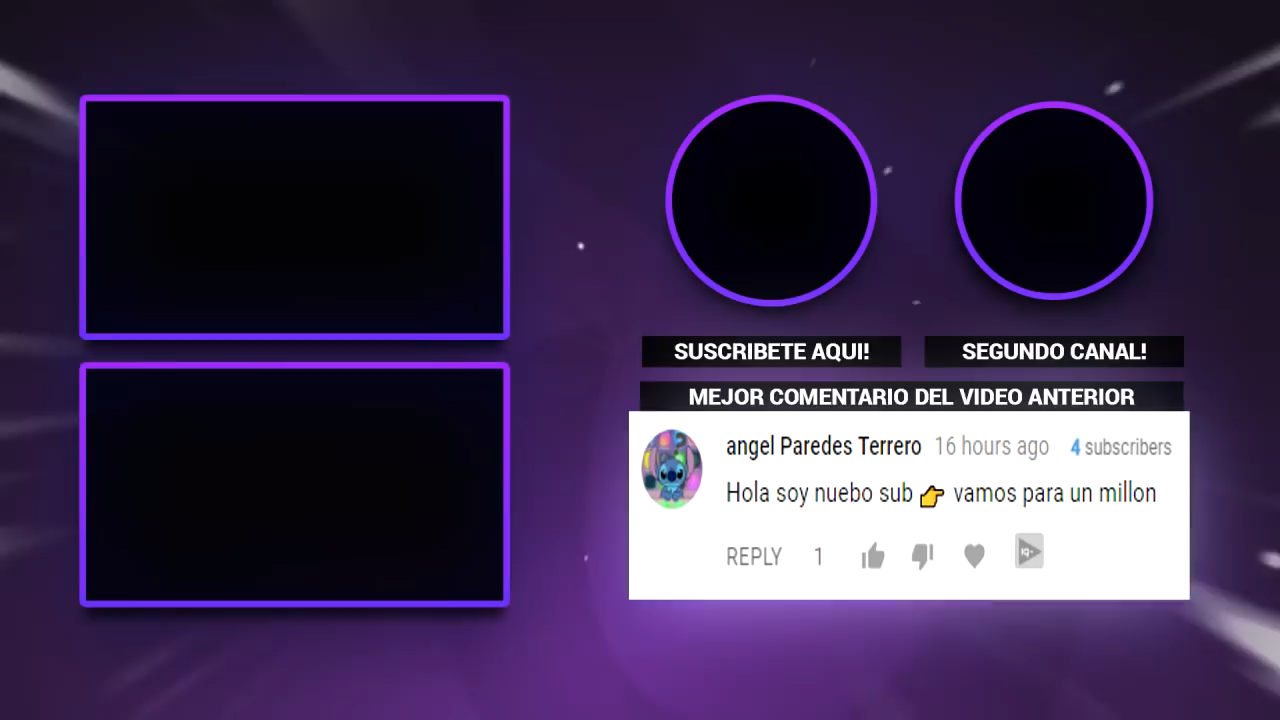 SUSCRIBETE AQUI!
SEGUNDO CANAL!
MEJOR COMENTARIO DEL VIDEO ANTERIOR
angel Paredes Terrero 16 hours ago 4 subscribers
Hola soy nuebo sub 👉 vamos para un millon
REPLY 1
IQ